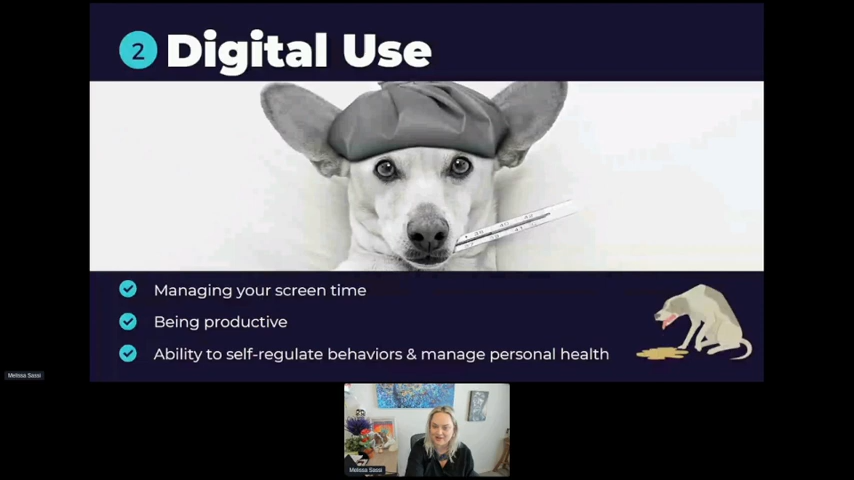 2 Digital Use
Managing your screen time
Being productive
Ability to self-regulate behaviors & manage personal health
Melissa Sassi
Melissa Sassi